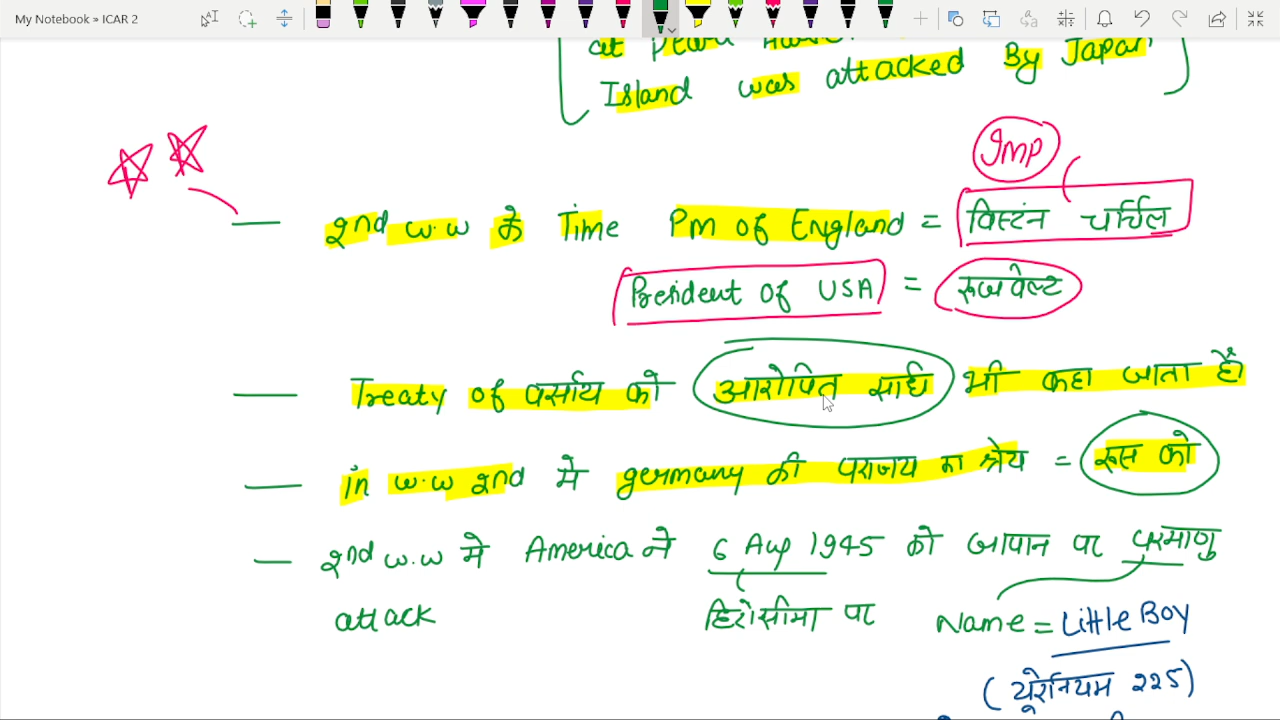 My Notebook » ICAR 2
at Pearl
Island was attacked By Japan
Imp
2nd w.w के Time PM of England = विस्टंन चर्चिल
President of USA = रूजवेल्ट
Treaty of वर्साय को आरोपित संधि भी कहा जाता है।
in w.w 2nd मे germany की पराजय का श्रेय = रूस को
2nd w.w मे America ने 6 Aug 1945 को जापान पर परमाणु
attack हिरोसीमा पर Name = Little Boy
(यूरेनियम 225)